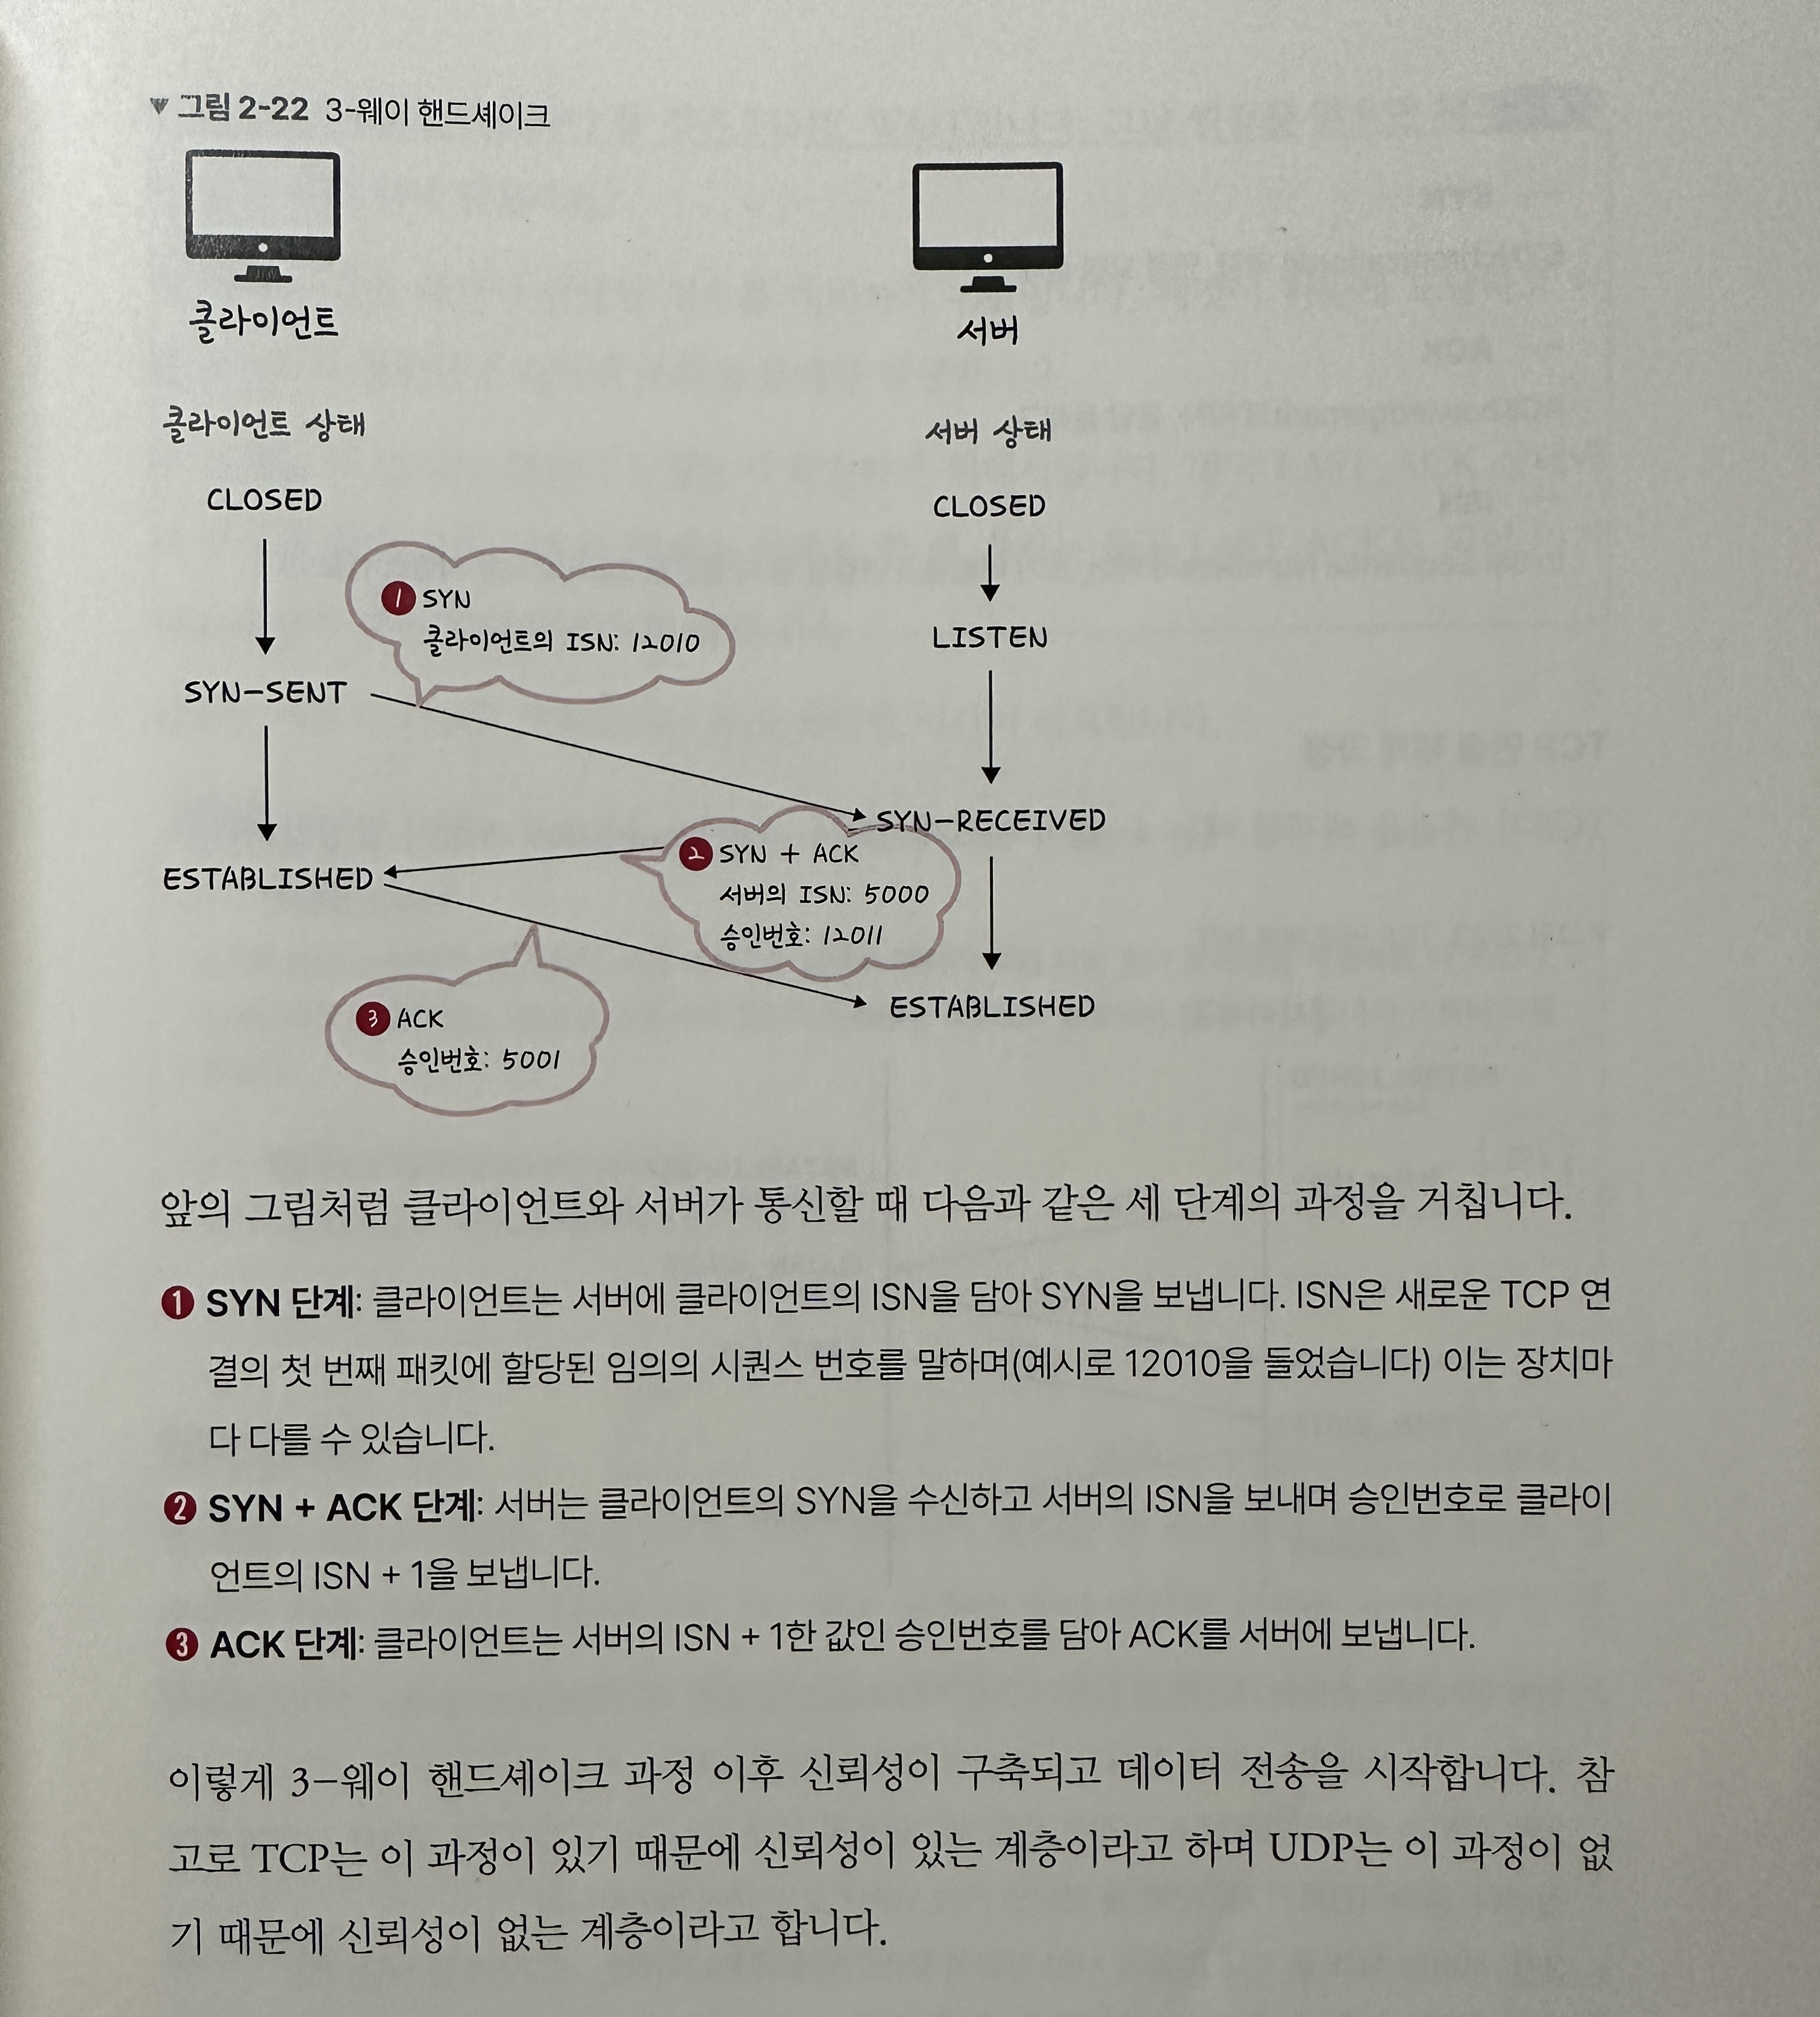 ▼ 그림 2-22 3-웨이 핸드셰이크
클라이언트
서버
클라이언트 상태
서버 상태
CLOSED
CLOSED
1 SYN
클라이언트의 ISN: 12010
LISTEN
SYN-SENT
SYN-RECEIVED
2 SYN + ACK
서버의 ISN: 5000
승인번호: 12011
ESTABLISHED
ESTABLISHED
3 ACK
승인번호: 5001
앞의 그림처럼 클라이언트와 서버가 통신할 때 다음과 같은 세 단계의 과정을 거칩니다.
1 SYN 단계: 클라이언트는 서버에 클라이언트의 ISN을 담아 SYN을 보냅니다. ISN은 새로운 TCP 연
결의 첫 번째 패킷에 할당된 임의의 시퀀스 번호를 말하며(예시로 12010을 들었습니다) 이는 장치마
다 다를 수 있습니다.
2 SYN + ACK 단계: 서버는 클라이언트의 SYN을 수신하고 서버의 ISN을 보내며 승인번호로 클라이
언트의 ISN + 1을 보냅니다.
3 ACK 단계: 클라이언트는 서버의 ISN + 1한 값인 승인번호를 담아 ACK를 서버에 보냅니다.
이렇게 3-웨이 핸드셰이크 과정 이후 신뢰성이 구축되고 데이터 전송을 시작합니다. 참
고로 TCP는 이 과정이 있기 때문에 신뢰성이 있는 계층이라고 하며 UDP는 이 과정이 없
기 때문에 신뢰성이 없는 계층이라고 합니다.